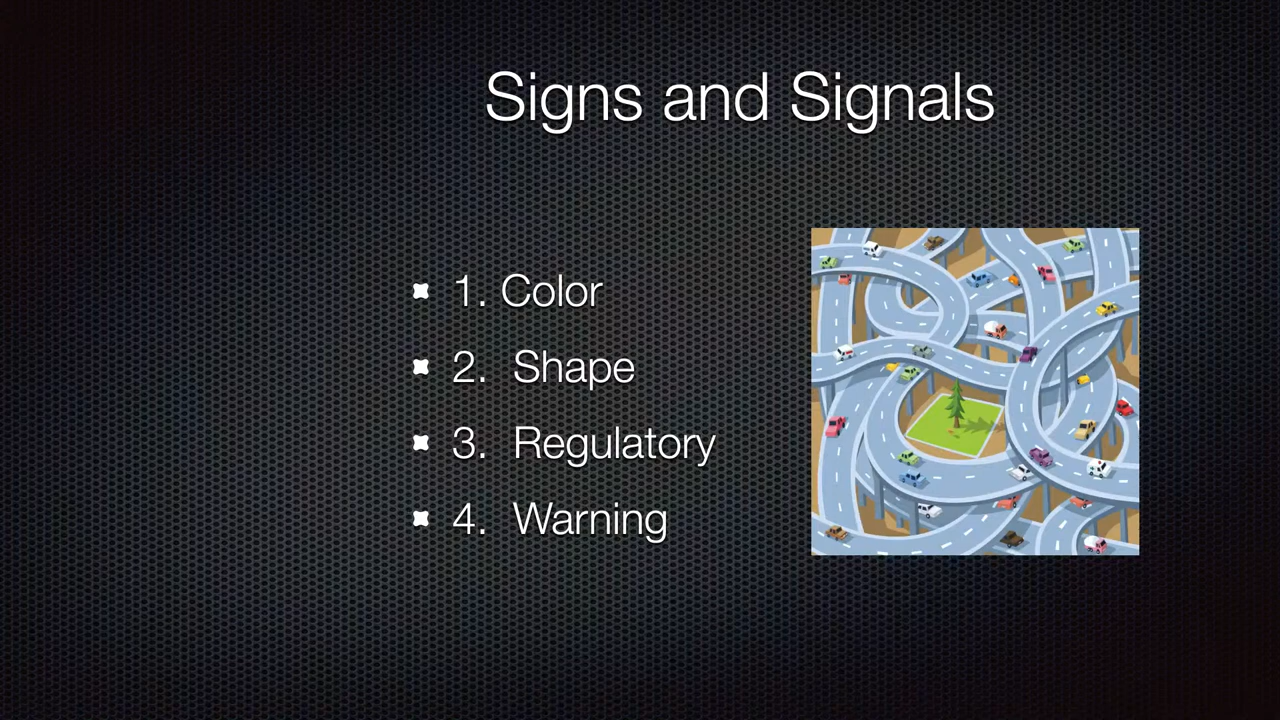 Signs and Signals
1. Color
2. Shape
3. Regulatory
4. Warning